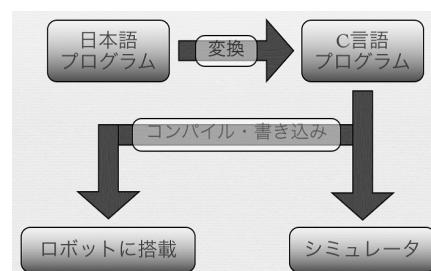 日本語
プログラム
変換
C言語
プログラム
コンパイル・書き込み
ロボットに搭載
シミュレータ